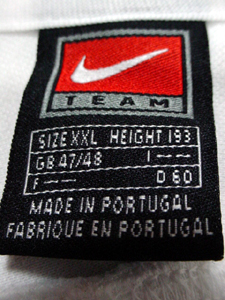 TEAM
SIZE XXL HEIGHT 193
GB 47/48 I ---
F ---- D 60
MADE IN PORTUGAL
FABRIQUE EN PORTUGAL